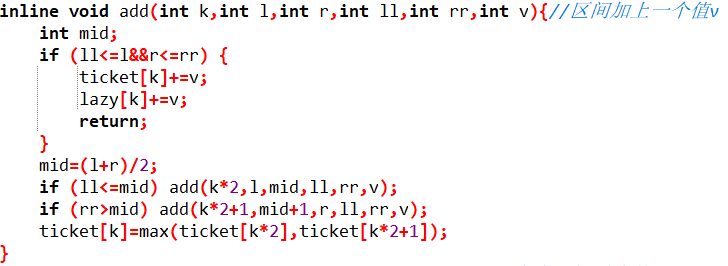 inline void add(int k,int l,int r,int ll,int rr,int v){//区间加上一个值v
    int mid;
    if (ll<=l&&r<=rr) {
        ticket[k]+=v;
        lazy[k]+=v;
        return;
    }
    mid=(l+r)/2;
    if (ll<=mid) add(k*2,l,mid,ll,rr,v);
    if (rr>mid) add(k*2+1,mid+1,r,ll,rr,v);
    ticket[k]=max(ticket[k*2],ticket[k*2+1]);
}